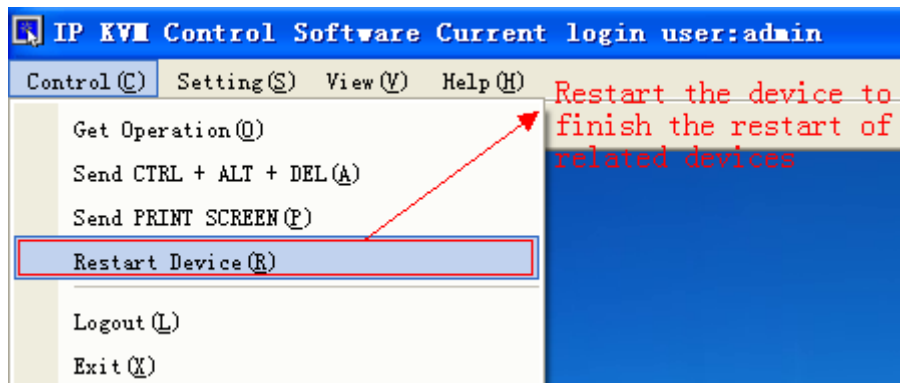 IP KVM Control Software Current login user:admin
Control(C) Setting(S) View(V) Help(H)
Restart the device to
finish the restart of
related devices
Get Operation(O)
Send CTRL + ALT + DEL(A)
Send PRINT SCREEN(P)
Restart Device(R)
Logout(L)
Exit(X)